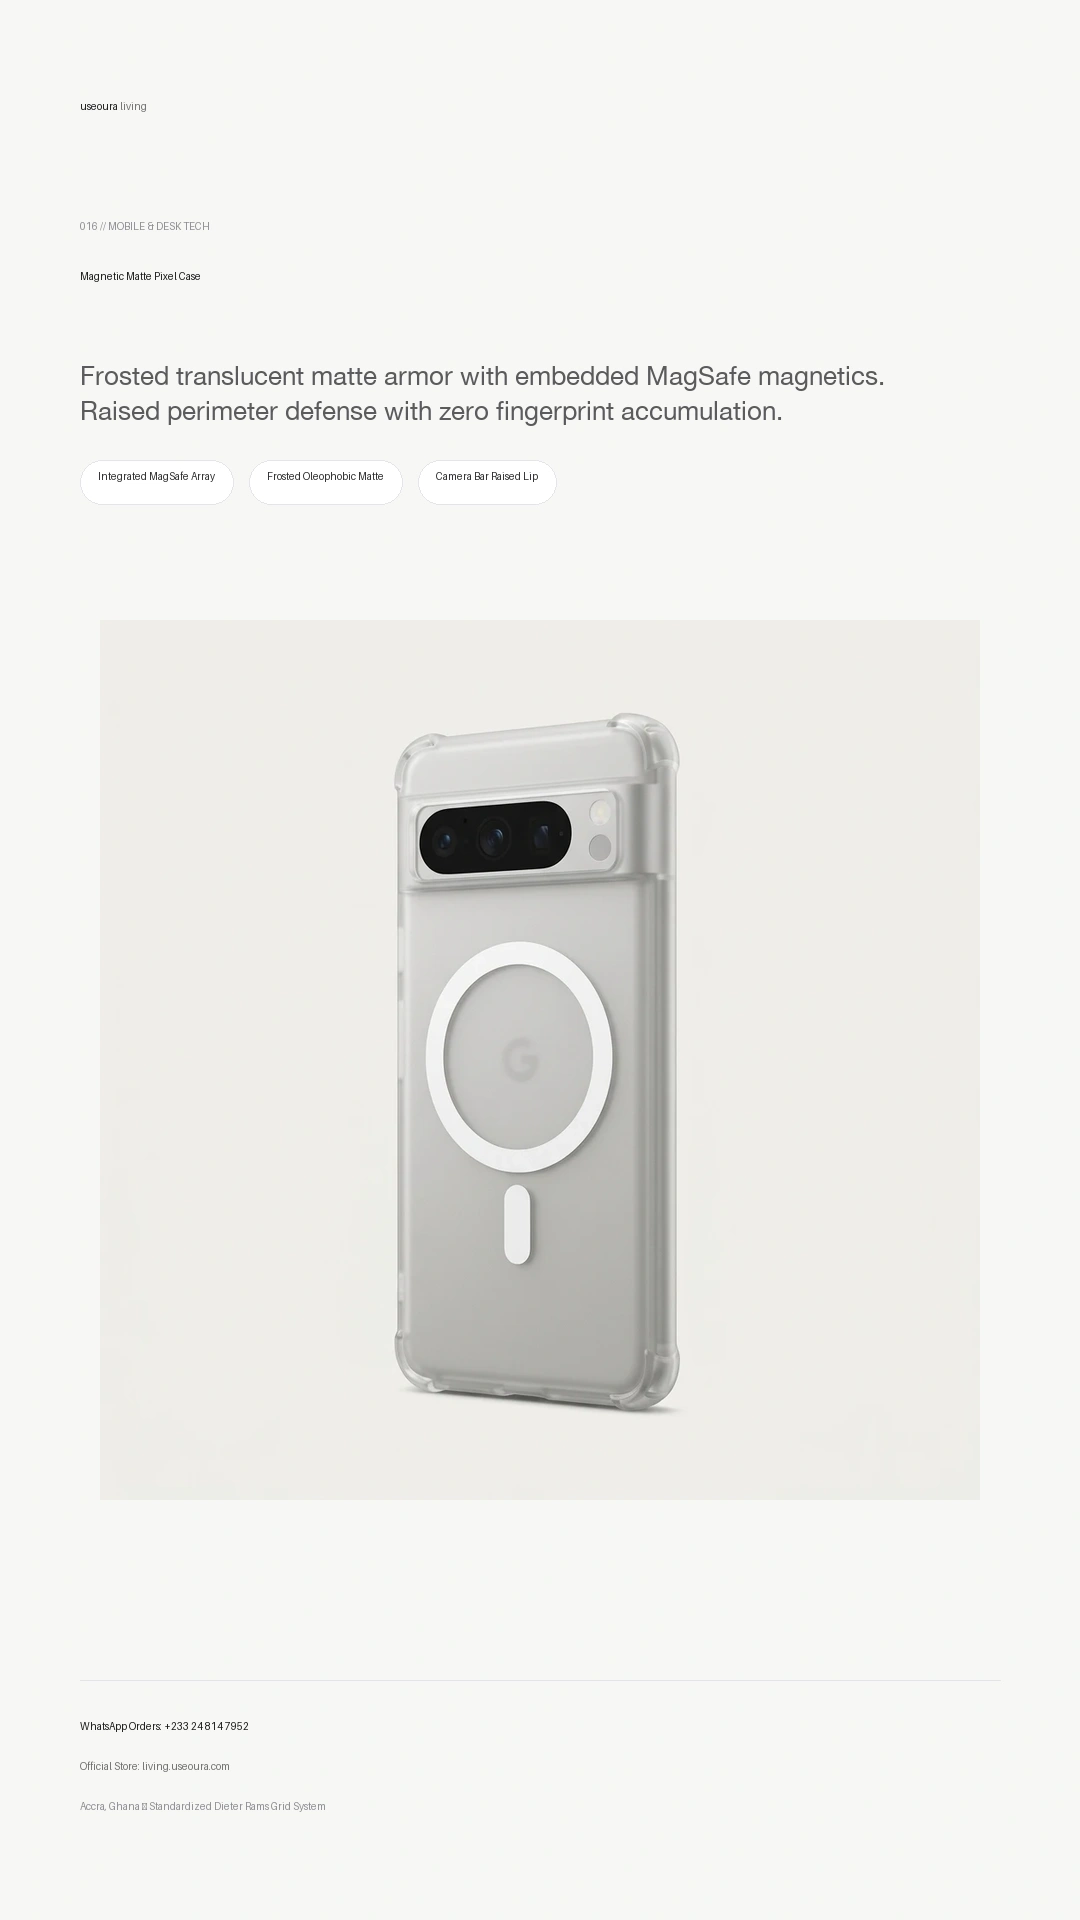 useoura living
016 // MOBILE & DESK TECH
Magnetic Matte Pixel Case
Frosted translucent matte armor with embedded MagSafe magnetics.
Raised perimeter defense with zero fingerprint accumulation.
Integrated MagSafe Array
Frosted Oleophobic Matte
Camera Bar Raised Lip
G
WhatsApp Orders: +233 248147952
Official Store: living.useoura.com
Accra, Ghana ▯ Standardized Dieter Rams Grid System